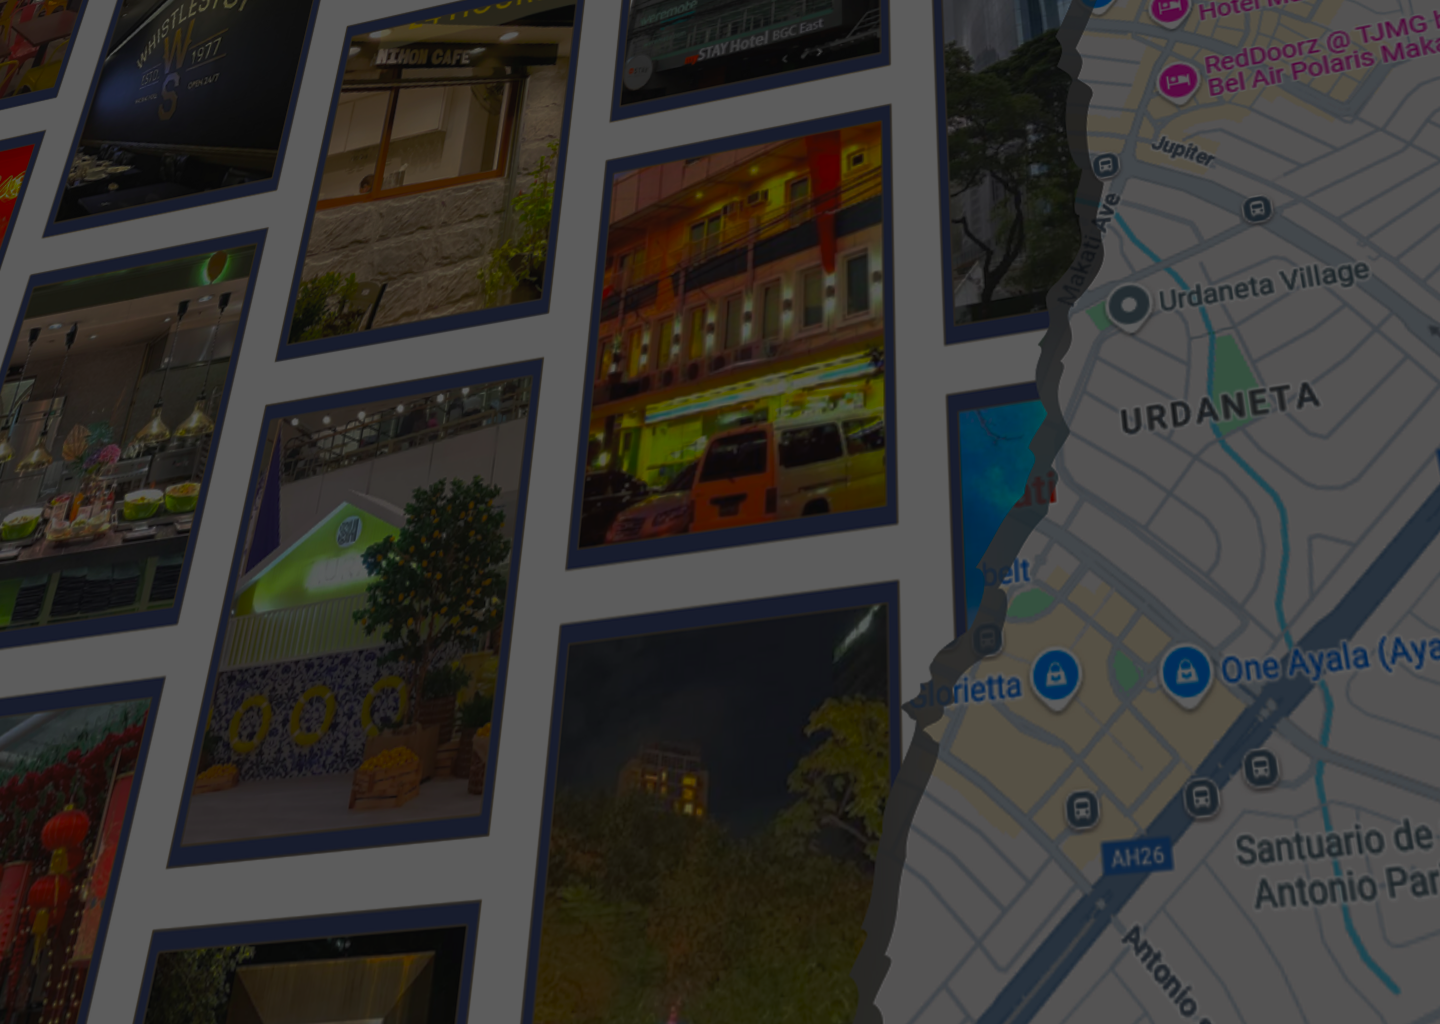 WHISTLESTOP
WS
1977
OPEN 24/7
NIHON CAFE
STAY Hotel BGC East
RedDoorz @ TJMG
Bel Air Polaris Maka
Jupiter
Makati Ave
Urdaneta Village
URDANETA
ati
belt
Glorietta
One Ayala (Aya
AH26
Santuario de
Antonio Par
Antonio